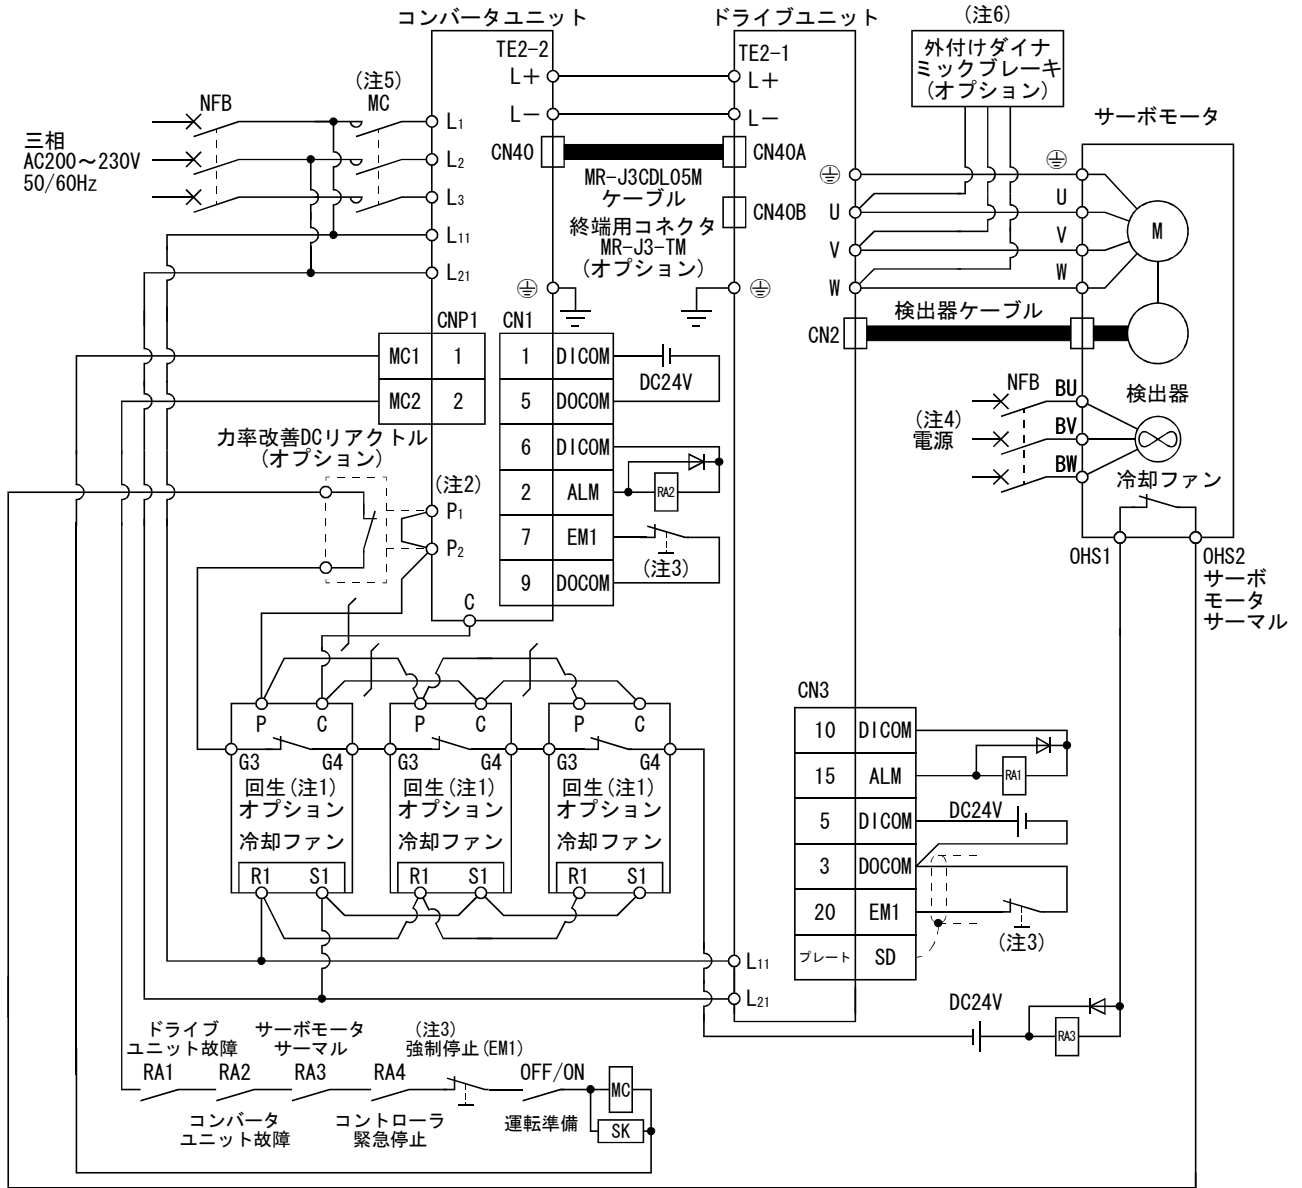 コンバータユニット
ドライブユニット
(注6)
外付けダイナ
ミックブレーキ
(オプション)
TE2-2
TE2-1
L+
L+
L−
L−
(注5)
MC
NFB
三相
AC200～230V
50/60Hz
L1
L2
L3
L11
L21
CN40
CN40A
MR-J3CDL05M
ケーブル
CN40B
終端用コネクタ
MR-J3-TM
(オプション)
サーボモータ
U
V
W
U
V
W
M
CN2
検出器ケーブル
検出器
NFB
(注4)
電源
BU
BV
BW
冷却ファン
OHS1
OHS2
サーボ
モータ
サーマル
CNP1
MC1 1
MC2 2
CN1
1 DICOM
5 DOCOM
6 DICOM
2 ALM
7 EM1
9 DOCOM
DC24V
RA2
(注3)
力率改善DCリアクトル
(オプション)
(注2)
P1
P2
C
P C
P C
P C
G3 G4
G3 G4
G3 G4
回生(注1)
オプション
回生(注1)
オプション
回生(注1)
オプション
冷却ファン
冷却ファン
冷却ファン
R1 S1
R1 S1
R1 S1
CN3
10 DICOM
15 ALM
5 DICOM
3 DOCOM
20 EM1
プレート SD
RA1
DC24V
(注3)
L11
L21
DC24V
RA3
ドライブ
ユニット故障
サーボモータ
サーマル
(注3)
強制停止(EM1)
RA1
RA2
RA3
RA4
OFF/ON
MC
SK
コンバータ
ユニット故障
コントローラ
緊急停止
運転準備